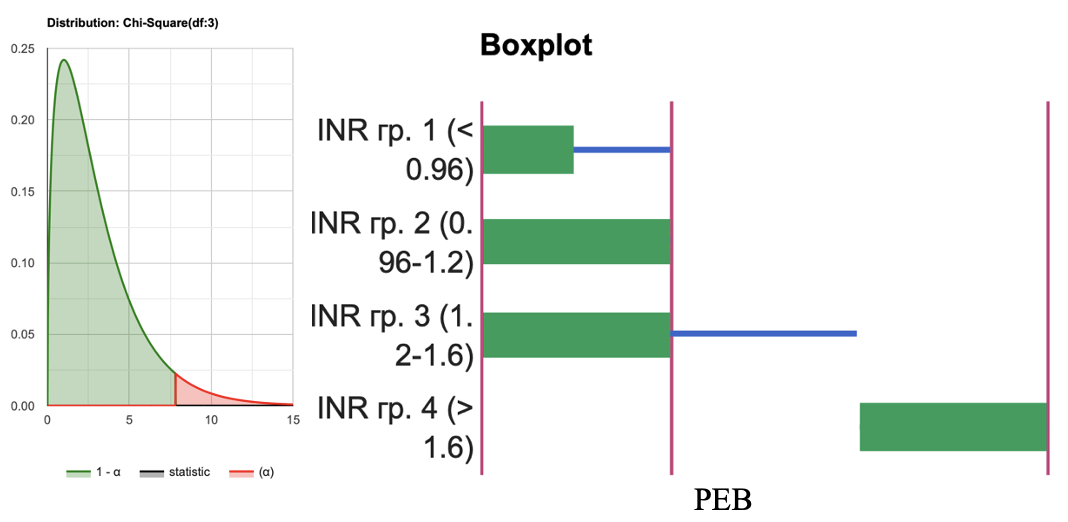 Distribution: Chi-Square(df:3)
0.25
0.20
0.15
0.10
0.05
0.00
0
5
10
15
1 - α
statistic
(α)
Boxplot
INR гр. 1 (<
0.96)
INR гр. 2 (0.
96-1.2)
INR гр. 3 (1.
2-1.6)
INR гр. 4 (>
1.6)
PEB